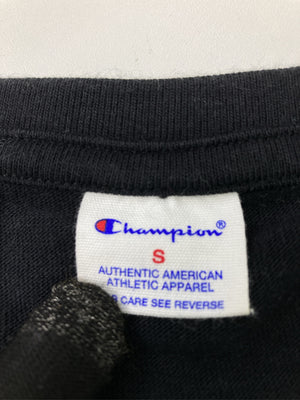 Champion®
S
AUTHENTIC AMERICAN
ATHLETIC APPAREL
CARE SEE REVERSE